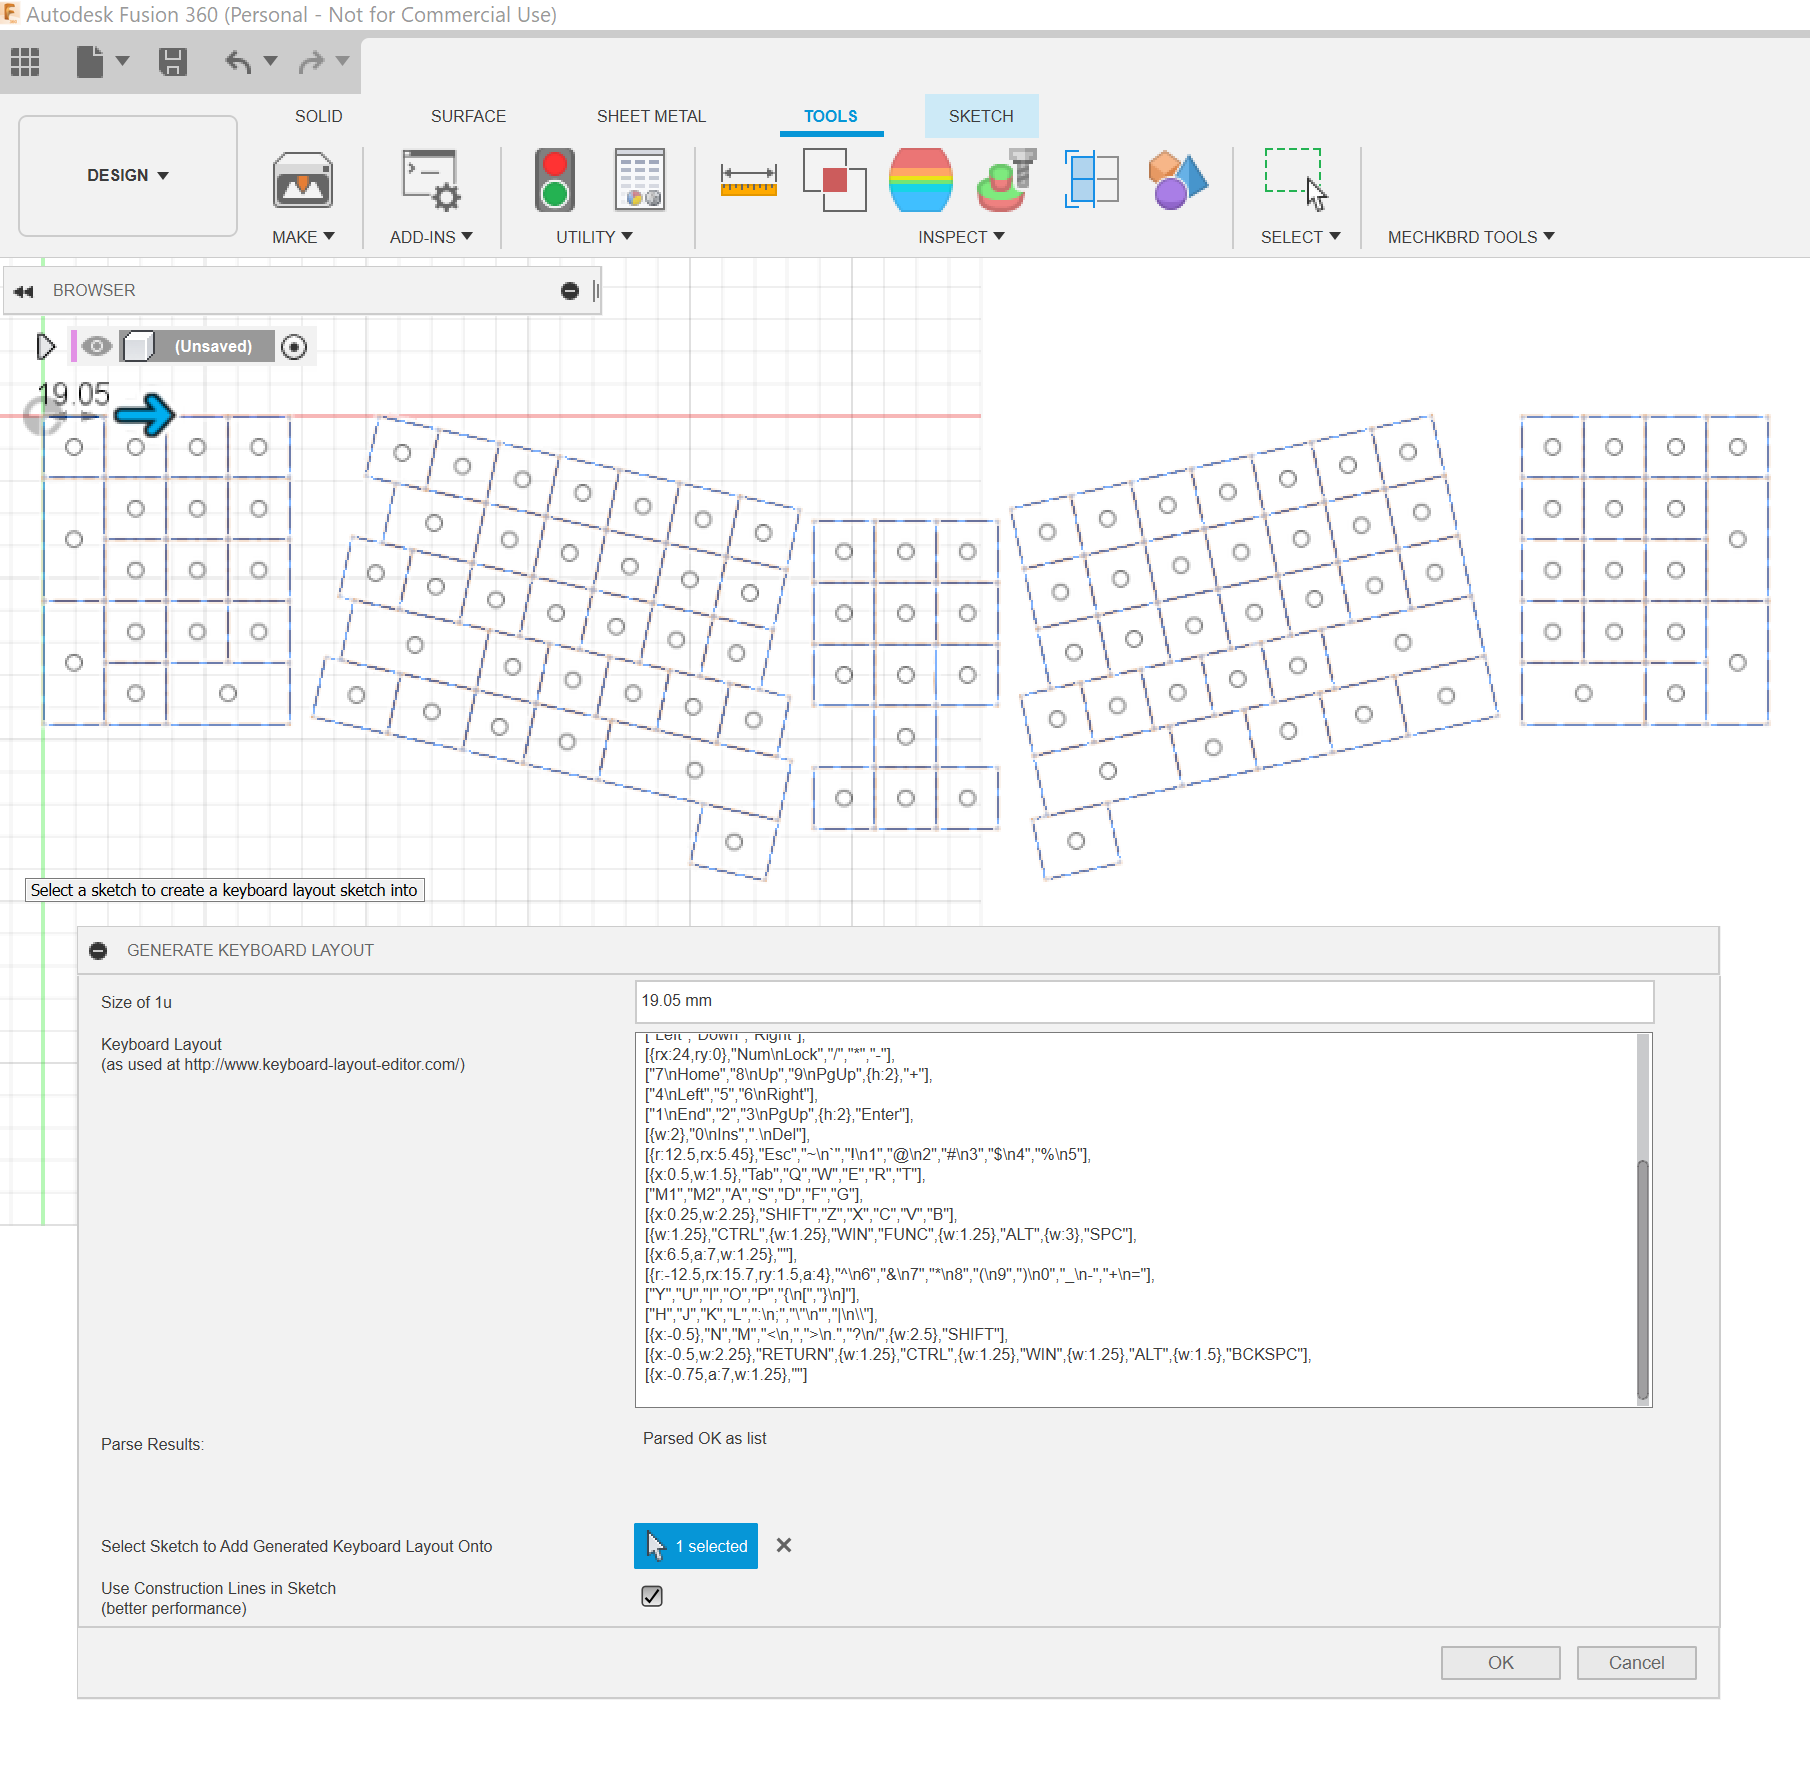 Autodesk Fusion 360 (Personal - Not for Commercial Use)
SOLID SURFACE SHEET METAL TOOLS SKETCH
DESIGN
MAKE ADD-INS UTILITY INSPECT SELECT MECHKBRD TOOLS
BROWSER
(Unsaved)
19.05
Select a sketch to create a keyboard layout sketch into
GENERATE KEYBOARD LAYOUT
Size of 1u
19.05 mm
Keyboard Layout
(as used at http://www.keyboard-layout-editor.com/)
["Left","Down","Right"],
[{rx:24,ry:0},"Num\nLock","/","*","-"],
["7\nHome","8\nUp","9\nPgUp",{h:2},"+"],
["4\nLeft","5","6\nRight"],
["1\nEnd","2","3\nPgUp",{h:2},"Enter"],
[{w:2},"0\nIns",".\nDel"],
[{r:12.5,rx:5.45},"Esc","~\n`","!\n1","@\n2","#\n3","$\n4","%\n5"],
[{x:0.5,w:1.5},"Tab","Q","W","E","R","T"],
["M1","M2","A","S","D","F","G"],
[{x:0.25,w:2.25},"SHIFT","Z","X","C","V","B"],
[{w:1.25},"CTRL",{w:1.25},"WIN","FUNC",{w:1.25},"ALT",{w:3},"SPC"],
[{x:6.5,a:7,w:1.25},""],
[{r:-12.5,rx:15.7,ry:1.5,a:4},"^\n6","&\n7","*\n8","(\n9",")\n0","_\n-","+\n="],
["Y","U","I","O","P","{\n[","}\n]"],
["H","J","K","L",":\n;","\"\n'","|\n\\"],
[{x:-0.5},"N","M","<\n,",">\n.","?\n/",{w:2.5},"SHIFT"],
[{x:-0.5,w:2.25},"RETURN",{w:1.25},"CTRL",{w:1.25},"WIN",{w:1.25},"ALT",{w:1.5},"BCKSPC"],
[{x:-0.75,a:7,w:1.25},""]
Parse Results:
Parsed OK as list
Select Sketch to Add Generated Keyboard Layout Onto
1 selected
Use Construction Lines in Sketch
(better performance)
OK Cancel